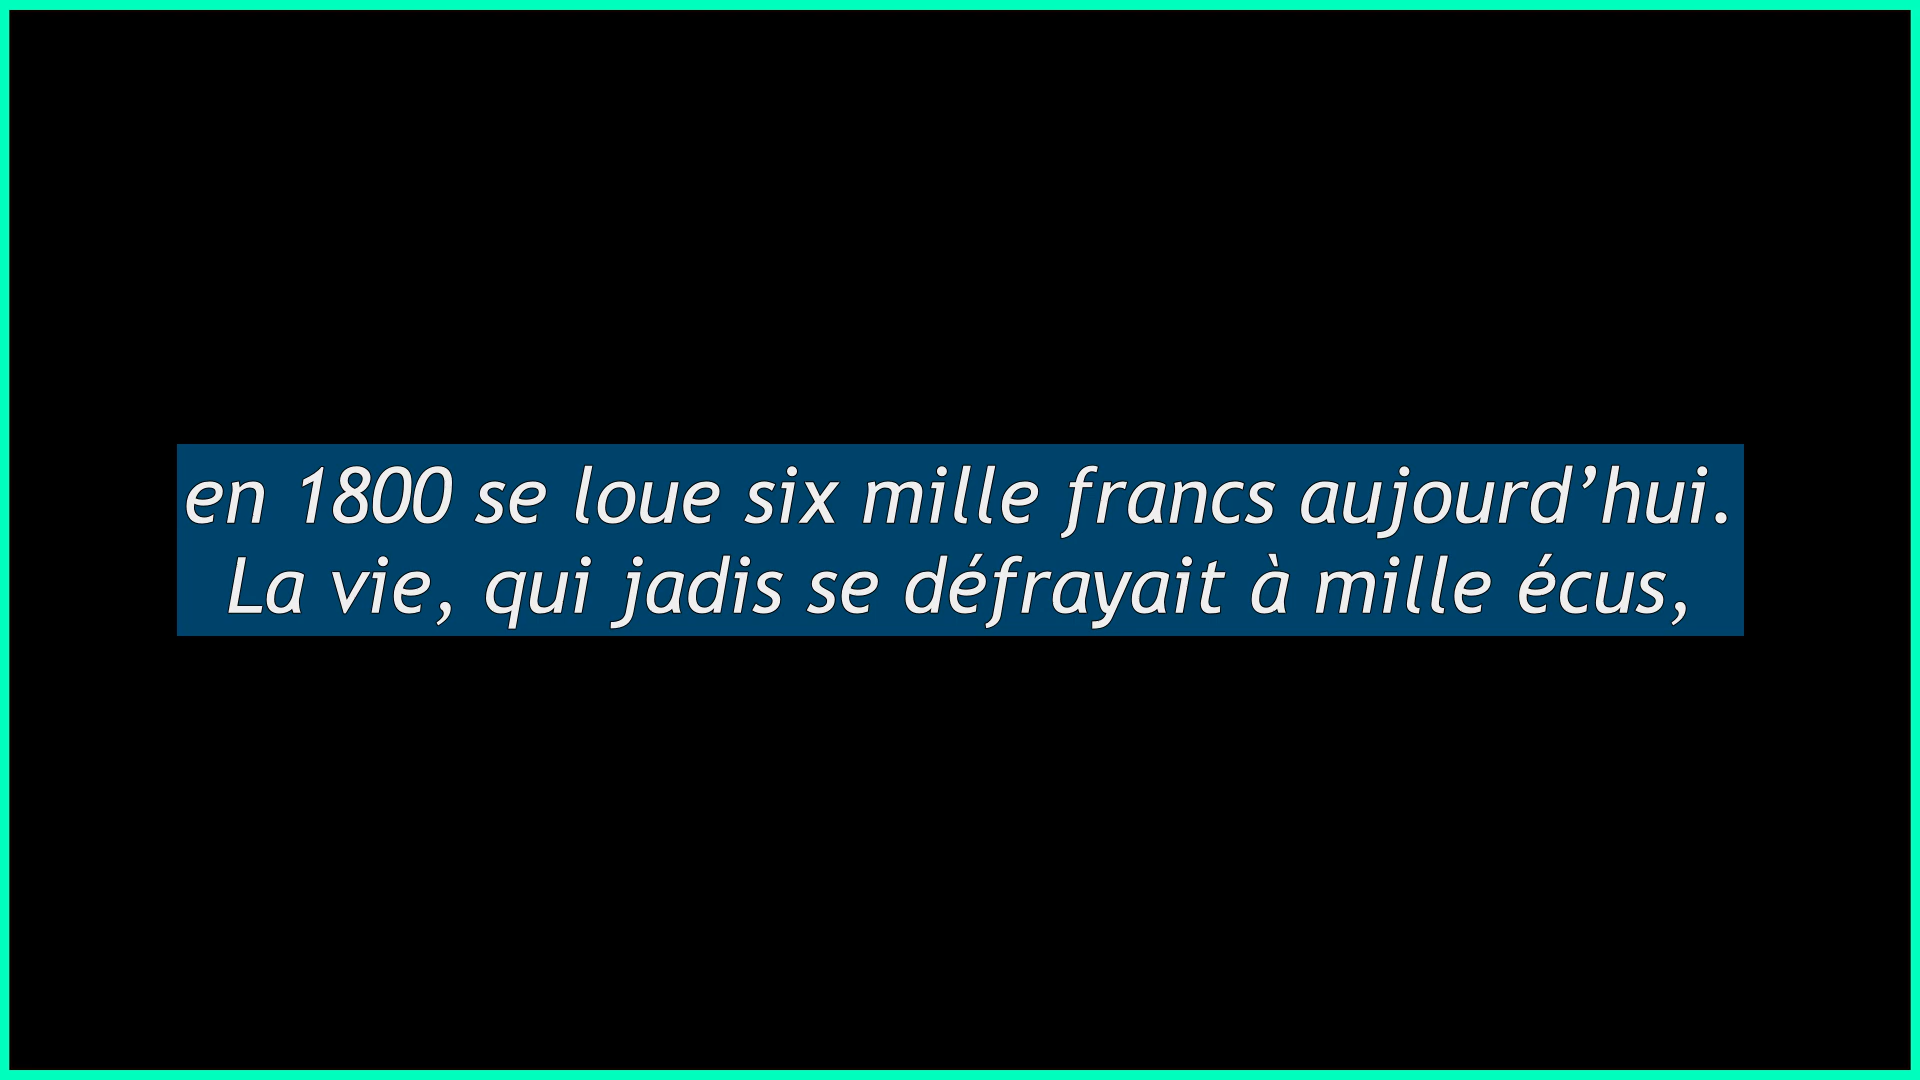 en 1800 se loue six mille francs aujourd’hui.
La vie, qui jadis se défrayait à mille écus,